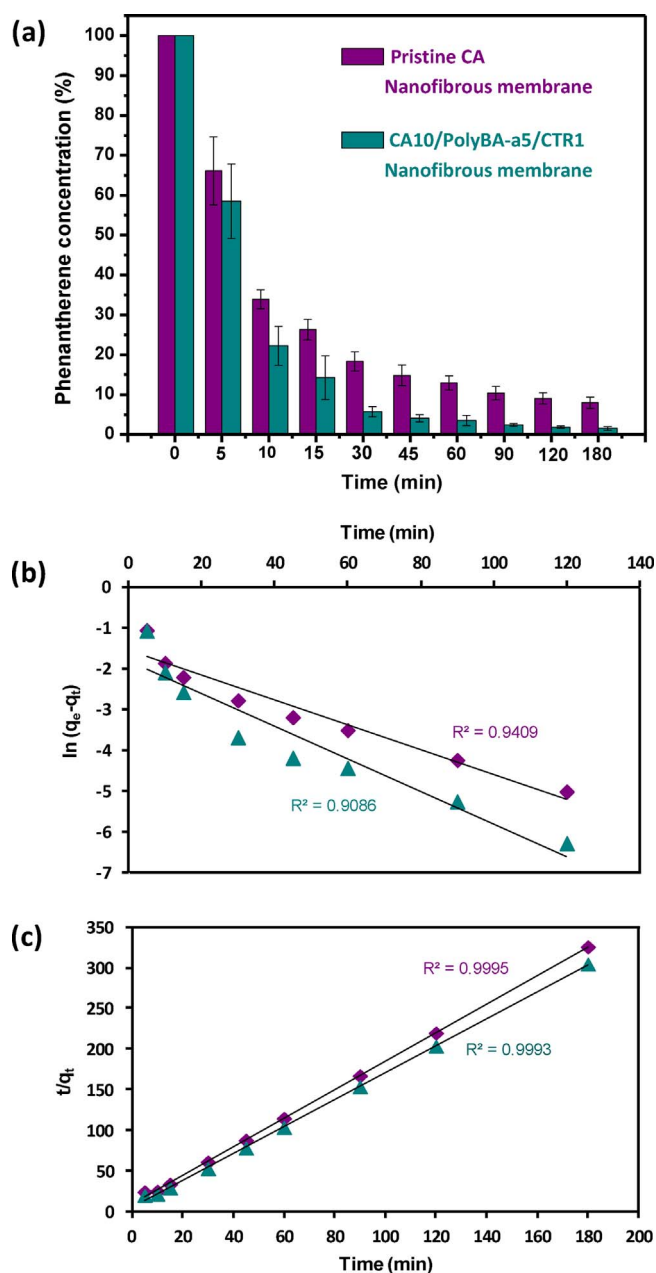 (a)
Phenantherene concentration (%)
100
90
80
70
60
50
40
30
20
10
0
Pristine CA
Nanofibrous membrane
CA10/PolyBA-a5/CTR1
Nanofibrous membrane
0 5 10 15 30 45 60 90 120 180
Time (min)
(b)
Time (min)
0 20 40 60 80 100 120 140
ln (qₑ-qₜ)
0
-1
-2
-3
-4
-5
-6
-7
R² = 0.9409
R² = 0.9086
(c)
t/qₜ
350
300
250
200
150
100
50
0
R² = 0.9995
R² = 0.9993
0 20 40 60 80 100 120 140 160 180 200
Time (min)